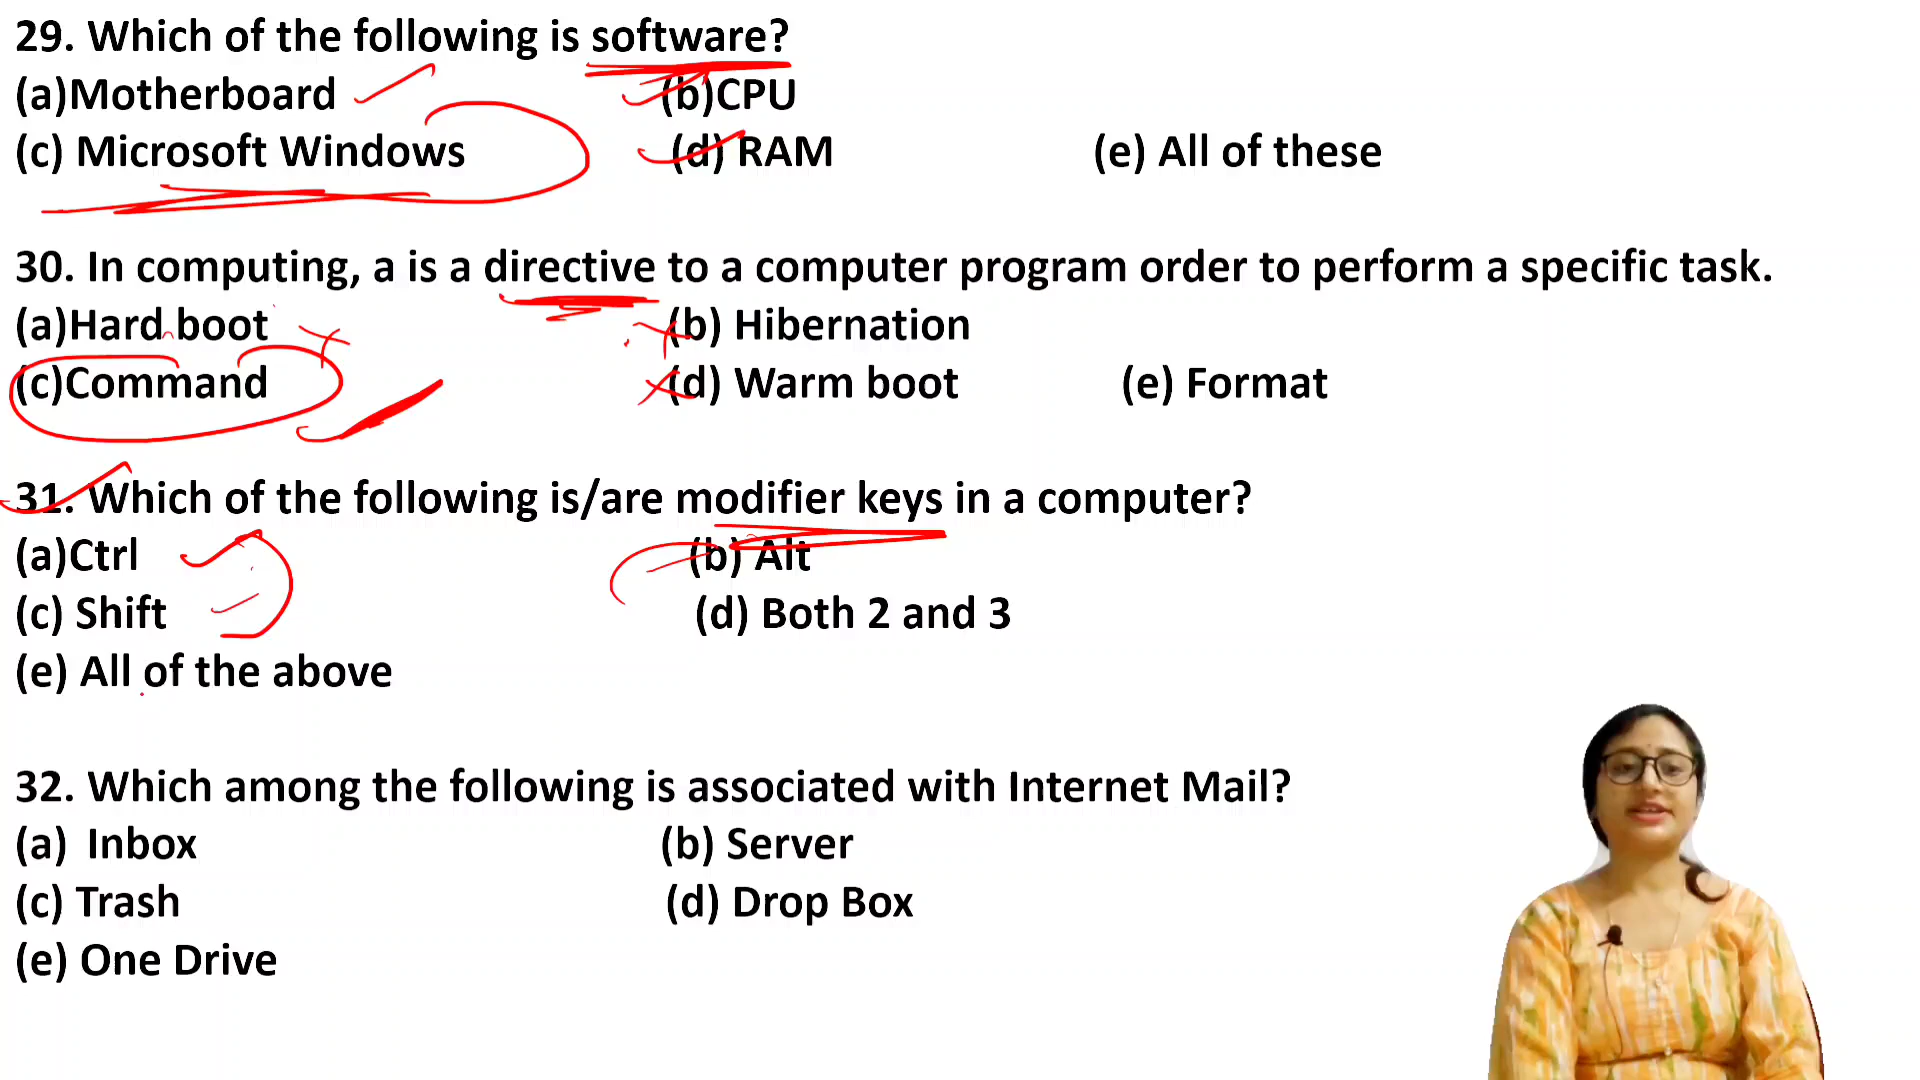 29. Which of the following is software?
(a)Motherboard (b)CPU
(c) Microsoft Windows (d) RAM (e) All of these
30. In computing, a is a directive to a computer program order to perform a specific task.
(a)Hard boot (b) Hibernation
(c)Command (d) Warm boot (e) Format
31. Which of the following is/are modifier keys in a computer?
(a)Ctrl (b) Alt
(c) Shift (d) Both 2 and 3
(e) All of the above
32. Which among the following is associated with Internet Mail?
(a) Inbox (b) Server
(c) Trash (d) Drop Box
(e) One Drive